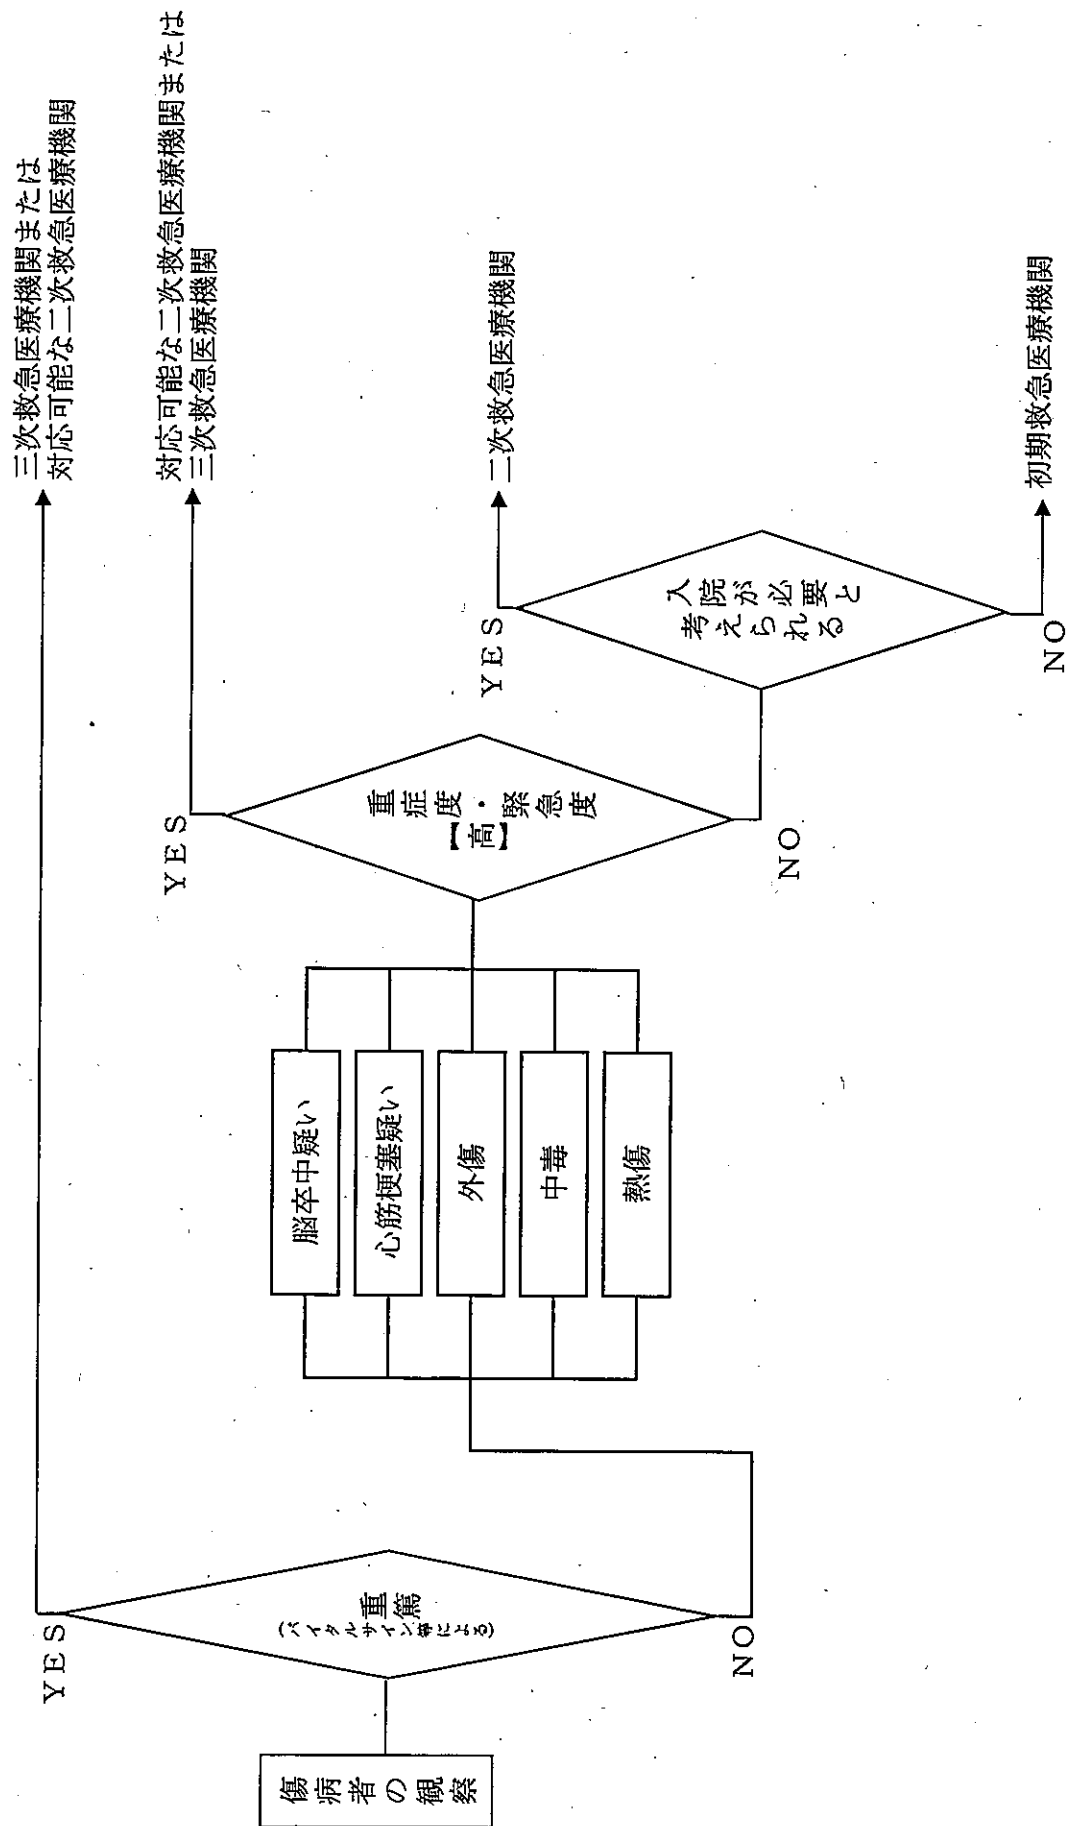 傷病者の観察
重篤
(バイタルサイン等による)
YES
NO
三次救急医療機関または
対応可能な二次救急医療機関
脳卒中疑い
心筋梗塞疑い
外傷
中毒
熱傷
重症度・緊急度
【高】
YES
NO
対応可能な二次救急医療機関または
三次救急医療機関
入院が必要と
考えられる
YES
NO
二次救急医療機関
初期救急医療機関